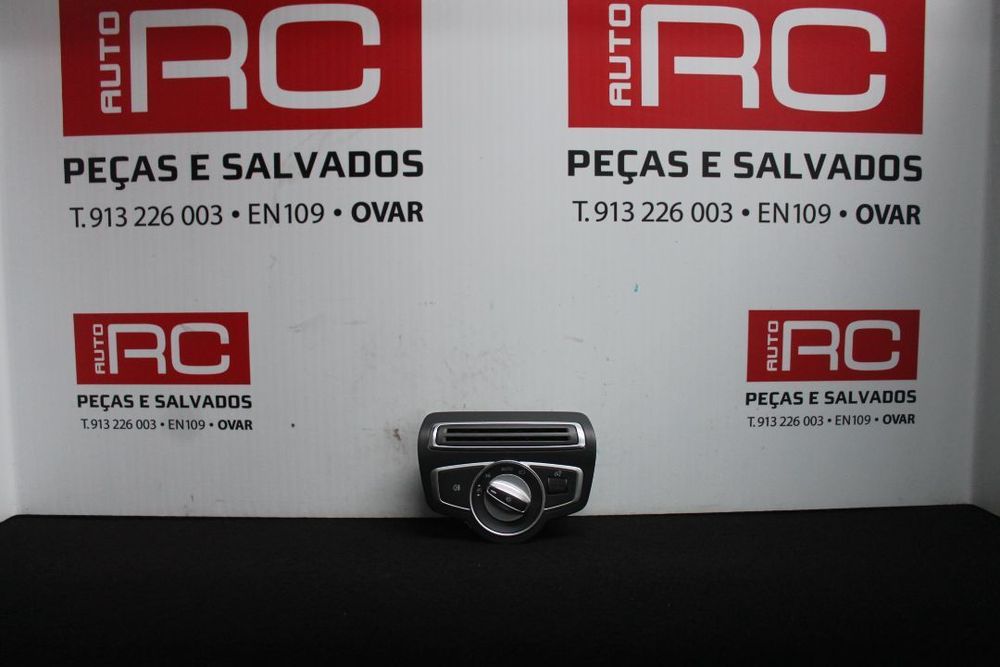 AUTO RC
PEÇAS E SALVADOS
T. 913 226 003 • EN109 • OVAR
AUTO RC
PEÇAS E SALVADOS
T. 913 226 003 • EN109 • OVAR
AUTO RC
PEÇAS E SALVADOS
T. 913 226 003 • EN109 • OVAR
AUTO RC
PEÇAS E SALVADOS
T. 913 226 003 • EN109 • OVAR
AUTO